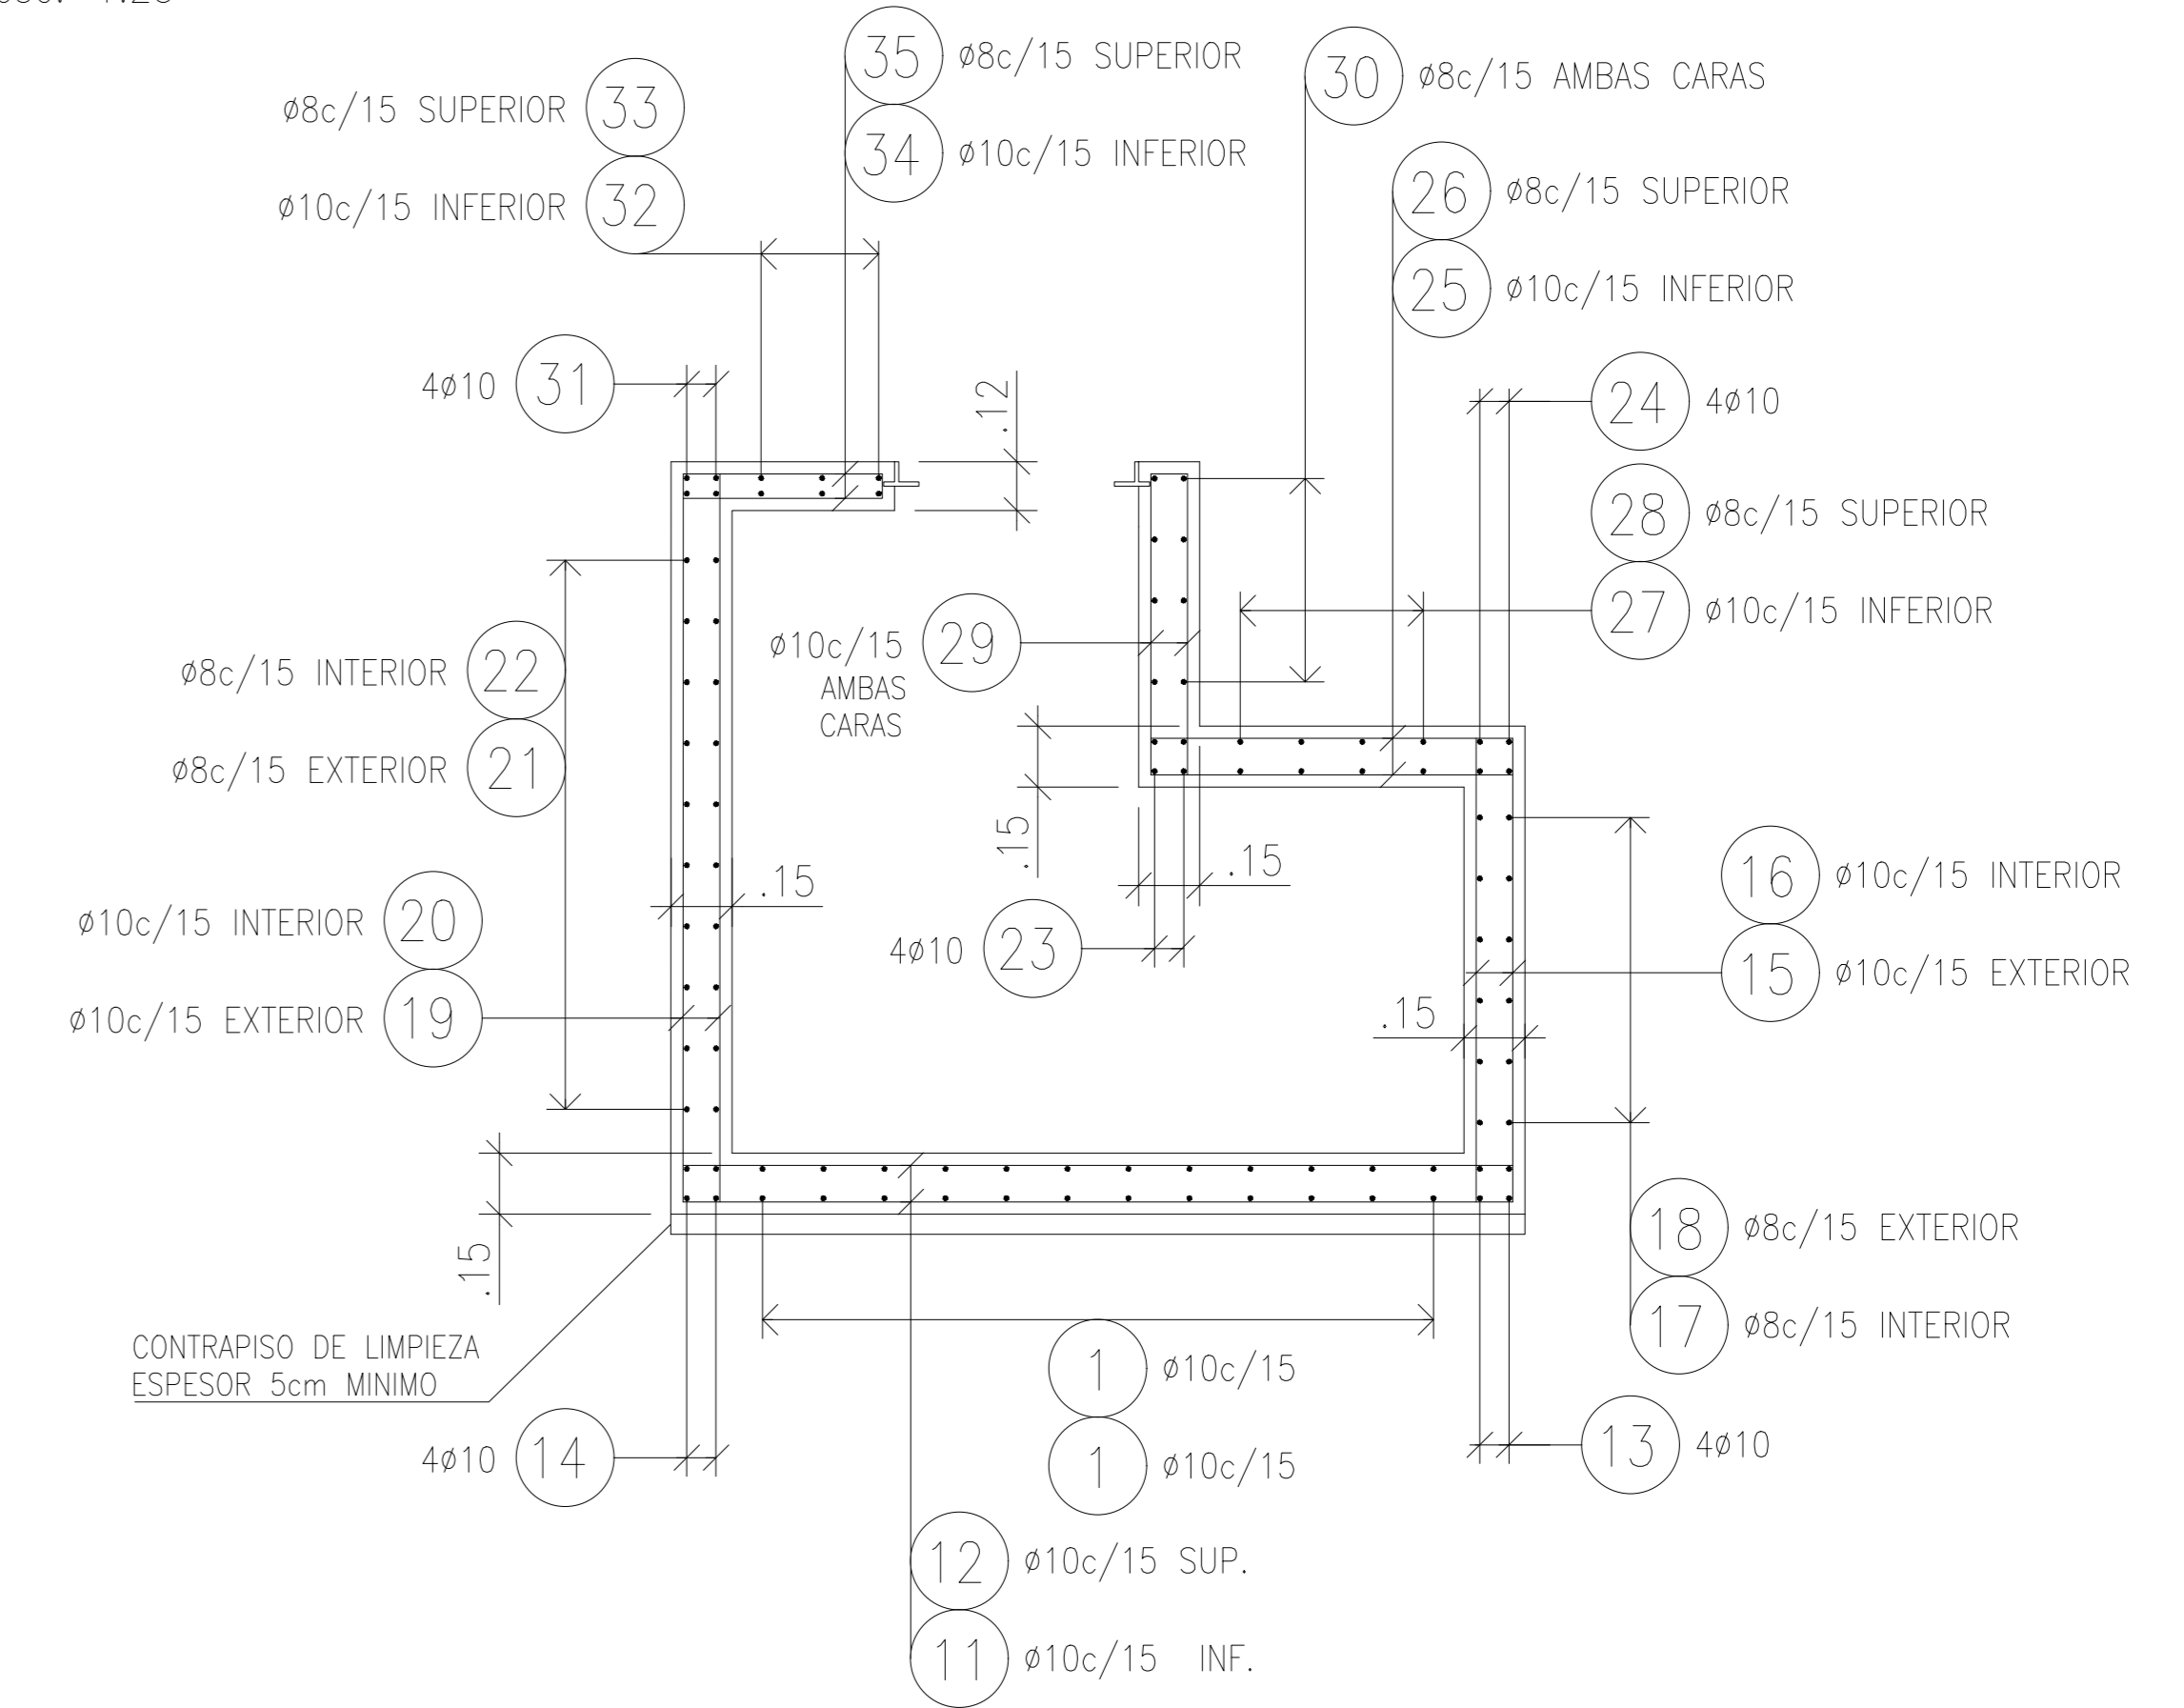 35 ø8c/15 SUPERIOR
30 ø8c/15 AMBAS CARAS
ø8c/15 SUPERIOR 33
34 ø10c/15 INFERIOR
26 ø8c/15 SUPERIOR
ø10c/15 INFERIOR 32
25 ø10c/15 INFERIOR
4ø10 31
.12
24 4ø10
28 ø8c/15 SUPERIOR
27 ø10c/15 INFERIOR
ø10c/15 29
AMBAS
CARAS
ø8c/15 INTERIOR 22
ø8c/15 EXTERIOR 21
.15
.15
.15
16 ø10c/15 INTERIOR
ø10c/15 INTERIOR 20
4ø10 23
15 ø10c/15 EXTERIOR
ø10c/15 EXTERIOR 19
.15
.15
18 ø8c/15 EXTERIOR
17 ø8c/15 INTERIOR
CONTRAPISO DE LIMPIEZA
ESPESOR 5cm MINIMO
1 ø10c/15
1 ø10c/15
4ø10 14
13 4ø10
12 ø10c/15 SUP.
11 ø10c/15 INF.